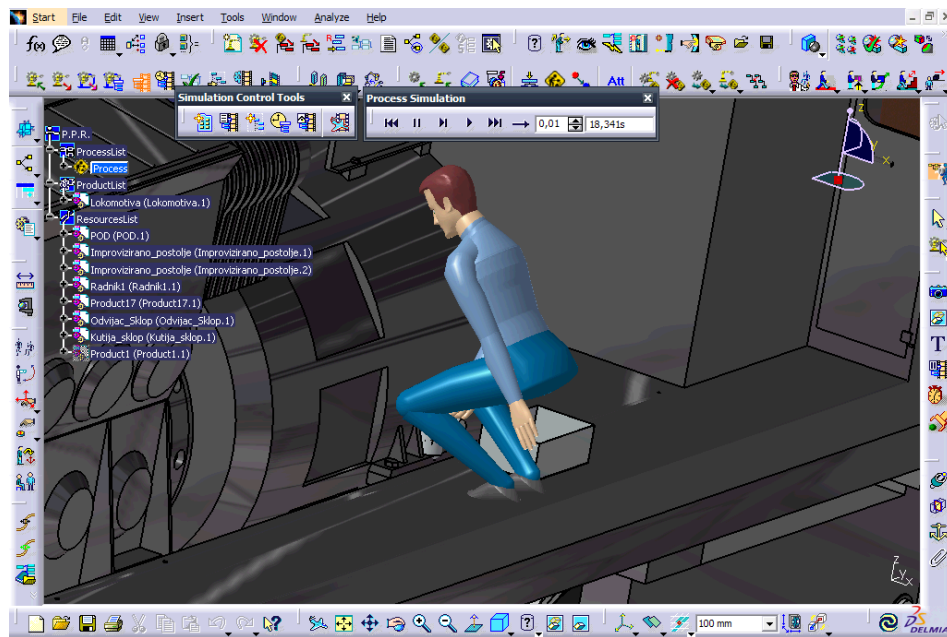 Start File Edit View Insert Tools Window Analyze Help
f(x)
Att
Simulation Control Tools
Process Simulation
0,01 18,341s
P.P.R.
ProcessList
Process
ProductList
Lokomotiva (Lokomotiva.1)
ResourcesList
POD (POD.1)
Improvizirano_postolje (Improvizirano_postolje.1)
Improvizirano_postolje (Improvizirano_postolje.2)
Radnik1 (Radnik1.1)
Product17 (Product17.1)
Odvijac_Sklop (Odvijac_Sklop.1)
Kutija_sklop (Kutija_sklop.1)
Product1 (Product1.1)
z
y
x
T
z
y x
100 mm
DELMIA